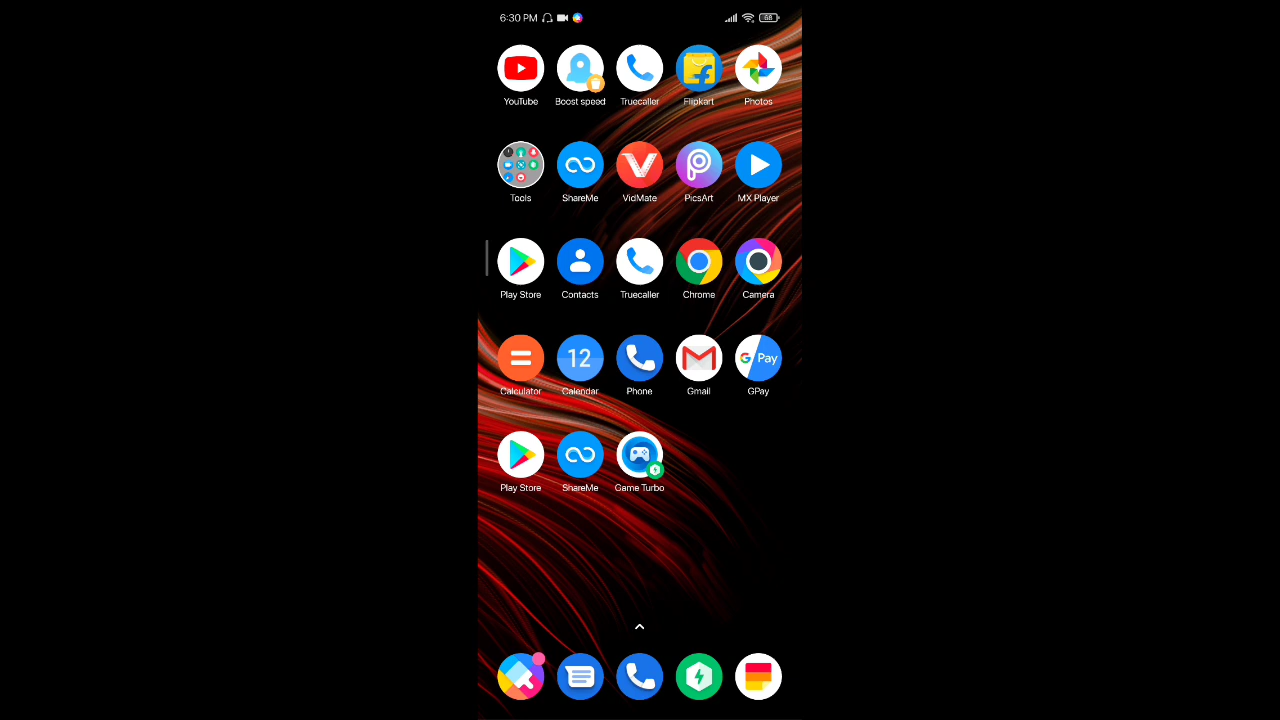 6:30 PM 68
YouTube Boost speed Truecaller Flipkart Photos
Tools ShareMe VidMate PicsArt MX Player
Play Store Contacts Truecaller Chrome Camera
12 G Pay
Calculator Calendar Phone Gmail GPay
Play Store ShareMe Game Turbo